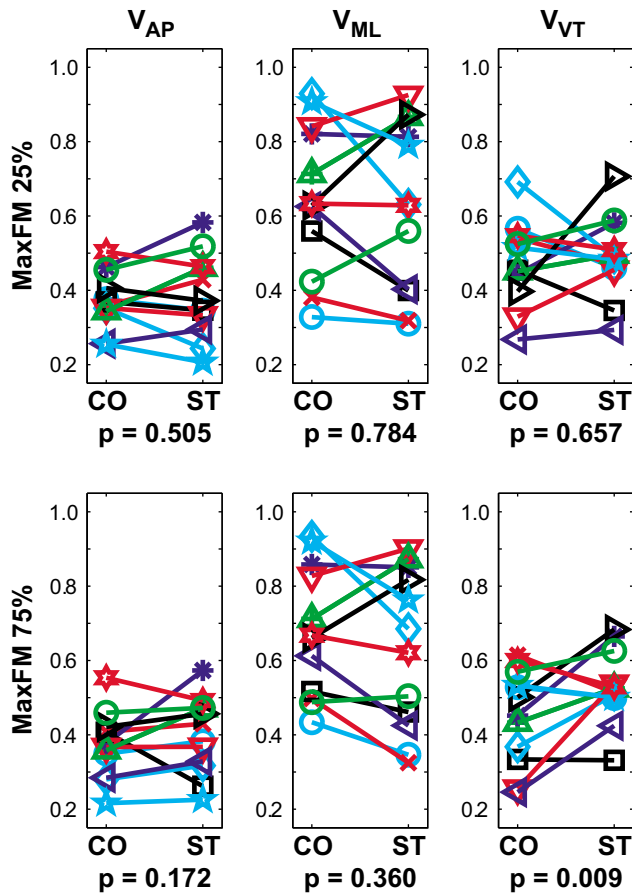 V_AP V_ML V_VT
MaxFM 25%
1.0 1.0 1.0
0.8 0.8 0.8
0.6 0.6 0.6
0.4 0.4 0.4
0.2 0.2 0.2
CO ST CO ST CO ST
p = 0.505 p = 0.784 p = 0.657
MaxFM 75%
1.0 1.0 1.0
0.8 0.8 0.8
0.6 0.6 0.6
0.4 0.4 0.4
0.2 0.2 0.2
CO ST CO ST CO ST
p = 0.172 p = 0.360 p = 0.009